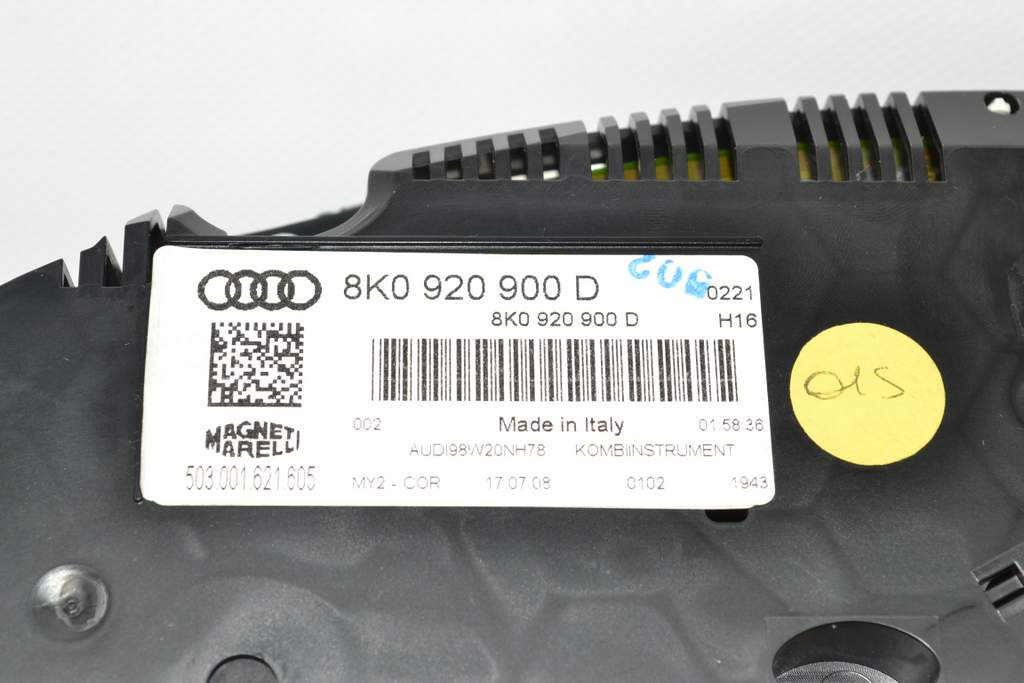 8K0 920 900 D
502
0221
8K0 920 900 D H16
002 Made in Italy 01:58:36
MAGNETI
MARELLI
AUDI98W20NH78 KOMBIINSTRUMENT
503.001.621.605
MY2 - COR 17.07.08 0102 1943